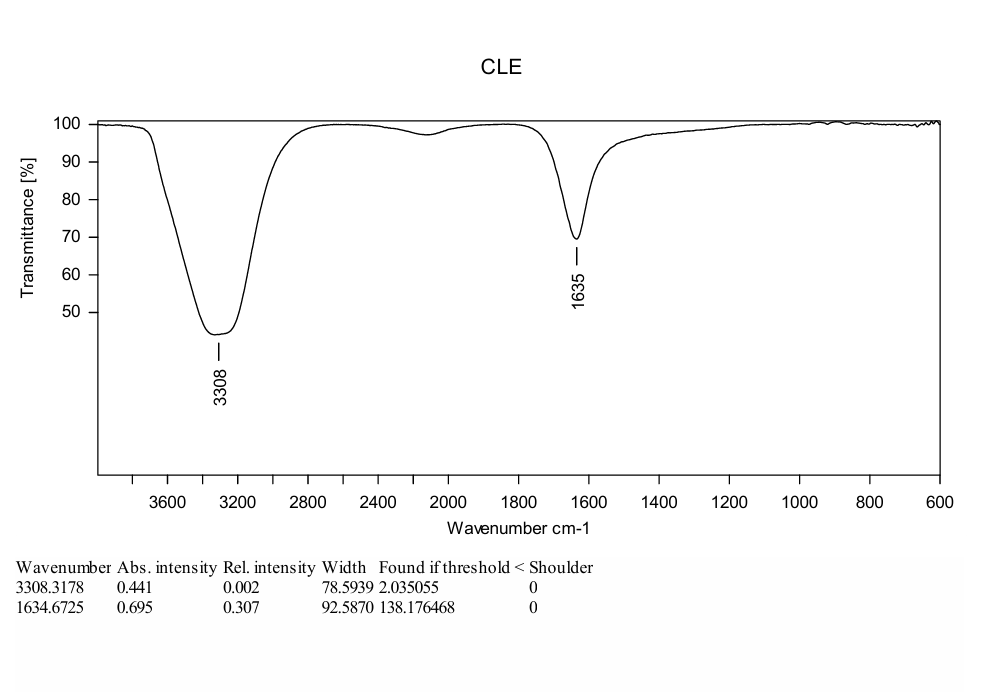 CLE
Transmittance [%]
100
90
80
70
60
50
3308
1635
3600 3200 2800 2400 2000 1800 1600 1400 1200 1000 800 600
Wavenumber cm-1
Wavenumber Abs. intensity Rel. intensity Width Found if threshold < Shoulder
3308.3178 0.441 0.002 78.5939 2.035055 0
1634.6725 0.695 0.307 92.5870 138.176468 0